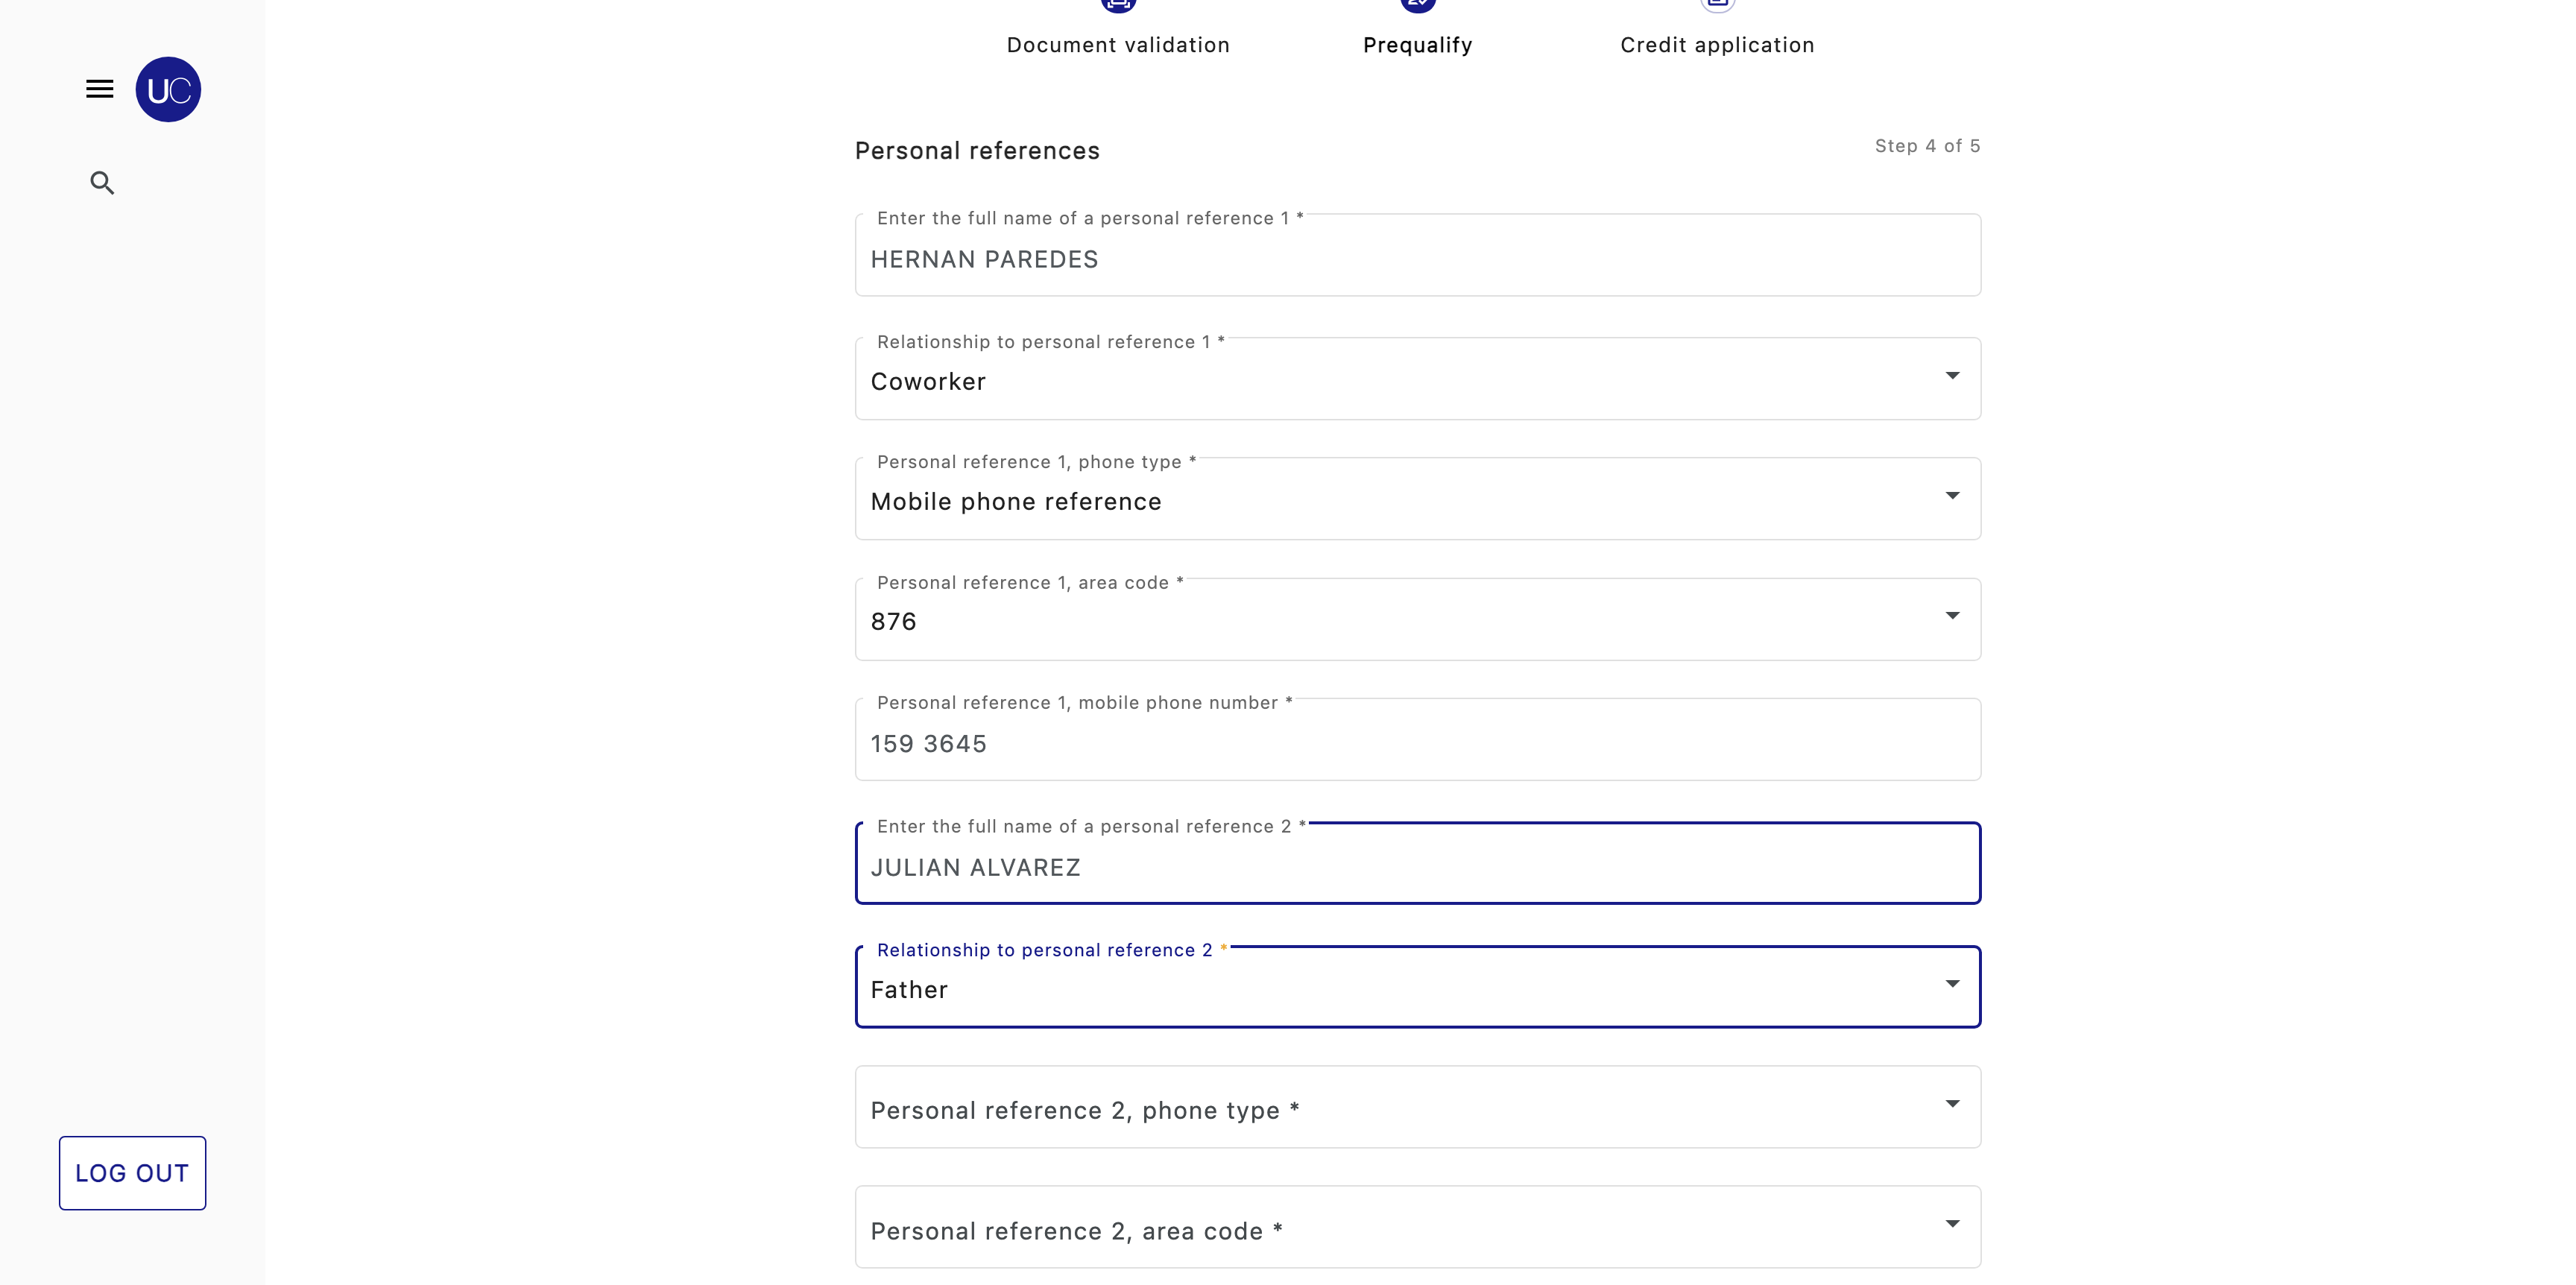 Document validation
Prequalify
Credit application
UC
Personal references
Step 4 of 5
Enter the full name of a personal reference 1 *
HERNAN PAREDES
Relationship to personal reference 1 *
Coworker
Personal reference 1, phone type *
Mobile phone reference
Personal reference 1, area code *
876
Personal reference 1, mobile phone number *
159 3645
Enter the full name of a personal reference 2 *
JULIAN ALVAREZ
Relationship to personal reference 2 *
Father
Personal reference 2, phone type *
LOG OUT
Personal reference 2, area code *